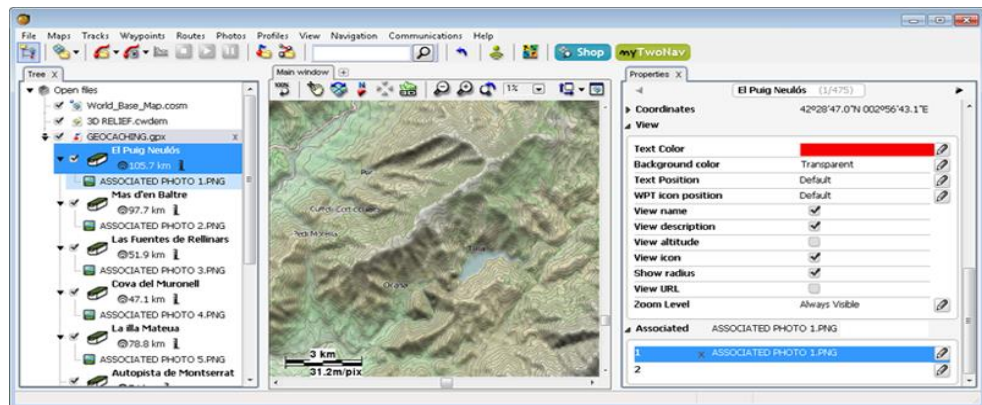 File Maps Tracks Waypoints Routes Photos Profiles View Navigation Communications Help
Shop myTwoNav
Tree X
Open files
World_Base_Map.cosm
3D RELIEF.cwdem
GEOCACHING.gpx x
El Puig Neulós
105.7 km
ASSOCIATED PHOTO 1.PNG
Mas d'en Baltre
97.7 km
ASSOCIATED PHOTO 2.PNG
Las Fuentes de Rellinars
51.9 km
ASSOCIATED PHOTO 3.PNG
Cova del Muronell
47.1 km
ASSOCIATED PHOTO 4.PNG
La illa Mateua
78.8 km
ASSOCIATED PHOTO 5.PNG
Autopista de Montserrat
Main window
100% 1%
3 km
31.2m/pix
Properties X
El Puig Neulós (1/475)
Coordinates 42º28'47.0"N 002º56'43.1"E
View
Text Color
Background color Transparent
Text Position Default
WPT icon position Default
View name
View description
View altitude
View icon
Show radius
View URL
Zoom Level Always Visible
Associated ASSOCIATED PHOTO 1.PNG
1 x ASSOCIATED PHOTO 1.PNG
2